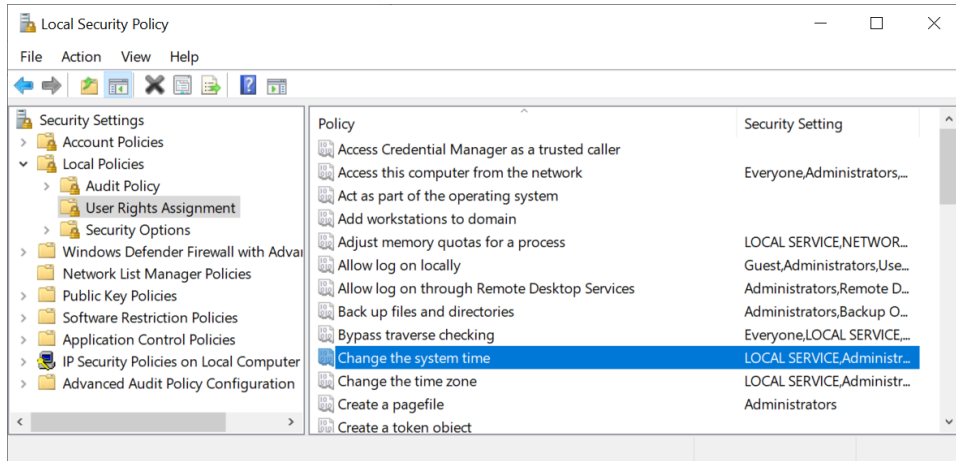 Local Security Policy
File Action View Help
Security Settings
Account Policies
Local Policies
Audit Policy
User Rights Assignment
Security Options
Windows Defender Firewall with Advan
Network List Manager Policies
Public Key Policies
Software Restriction Policies
Application Control Policies
IP Security Policies on Local Computer
Advanced Audit Policy Configuration
Policy Security Setting
Access Credential Manager as a trusted caller
Access this computer from the network Everyone,Administrators,...
Act as part of the operating system
Add workstations to domain
Adjust memory quotas for a process LOCAL SERVICE,NETWOR...
Allow log on locally Guest,Administrators,Use...
Allow log on through Remote Desktop Services Administrators,Remote D...
Back up files and directories Administrators,Backup O...
Bypass traverse checking Everyone,LOCAL SERVICE,...
Change the system time LOCAL SERVICE,Administr...
Change the time zone LOCAL SERVICE,Administr...
Create a pagefile Administrators
Create a token object